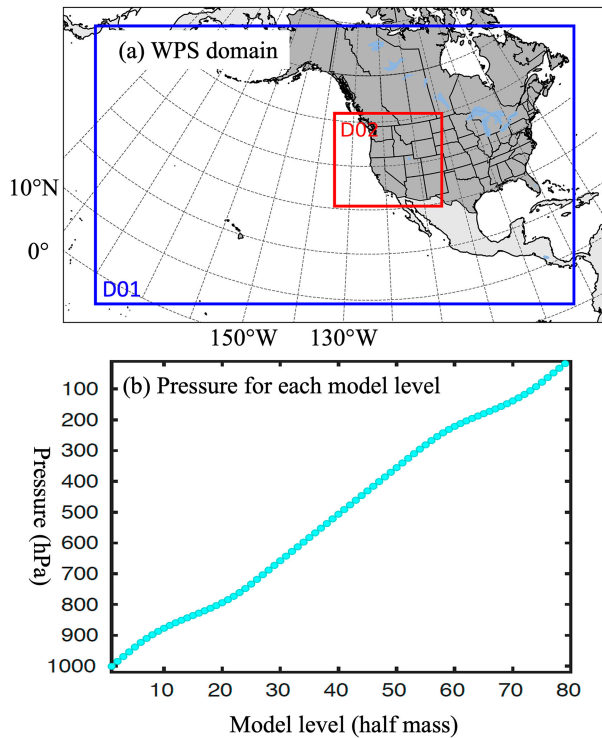 (a) WPS domain
D02
10°N
0°
D01
150°W 130°W
(b) Pressure for each model level
100
200
300
400
500
600
700
800
900
1000
Pressure (hPa)
10 20 30 40 50 60 70 80
Model level (half mass)